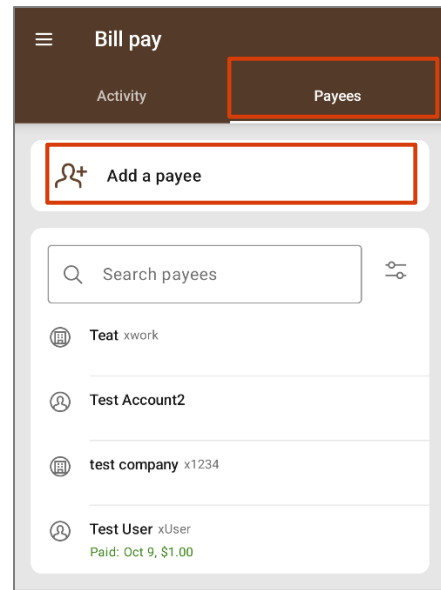 Bill pay
Activity Payees
Add a payee
Search payees
Teat xwork
Test Account2
test company x1234
Test User xUser
Paid: Oct 9, $1.00